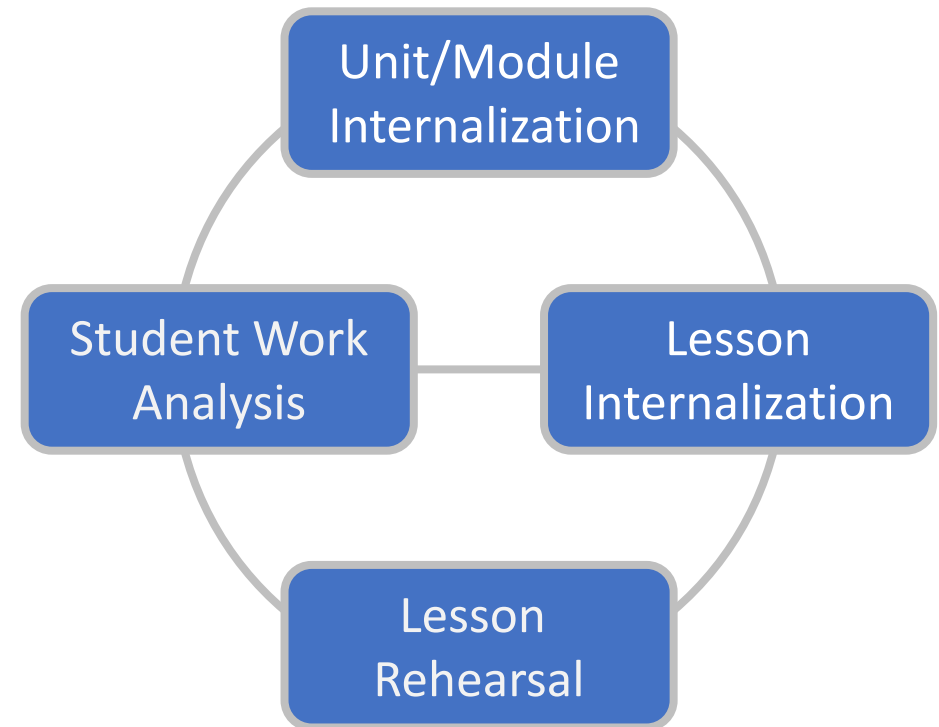 Unit/Module
Internalization
Student Work
Analysis
Lesson
Internalization
Lesson
Rehearsal